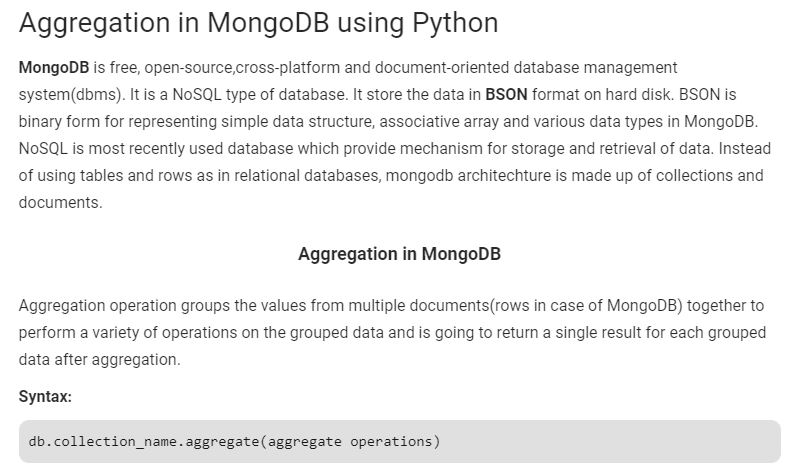 Aggregation in MongoDB using Python
MongoDB is free, open-source,cross-platform and document-oriented database management
system(dbms). It is a NoSQL type of database. It store the data in BSON format on hard disk. BSON is
binary form for representing simple data structure, associative array and various data types in MongoDB.
NoSQL is most recently used database which provide mechanism for storage and retrieval of data. Instead
of using tables and rows as in relational databases, mongodb architechture is made up of collections and
documents.
Aggregation in MongoDB
Aggregation operation groups the values from multiple documents(rows in case of MongoDB) together to
perform a variety of operations on the grouped data and is going to return a single result for each grouped
data after aggregation.
Syntax:
db.collection_name.aggregate(aggregate operations)